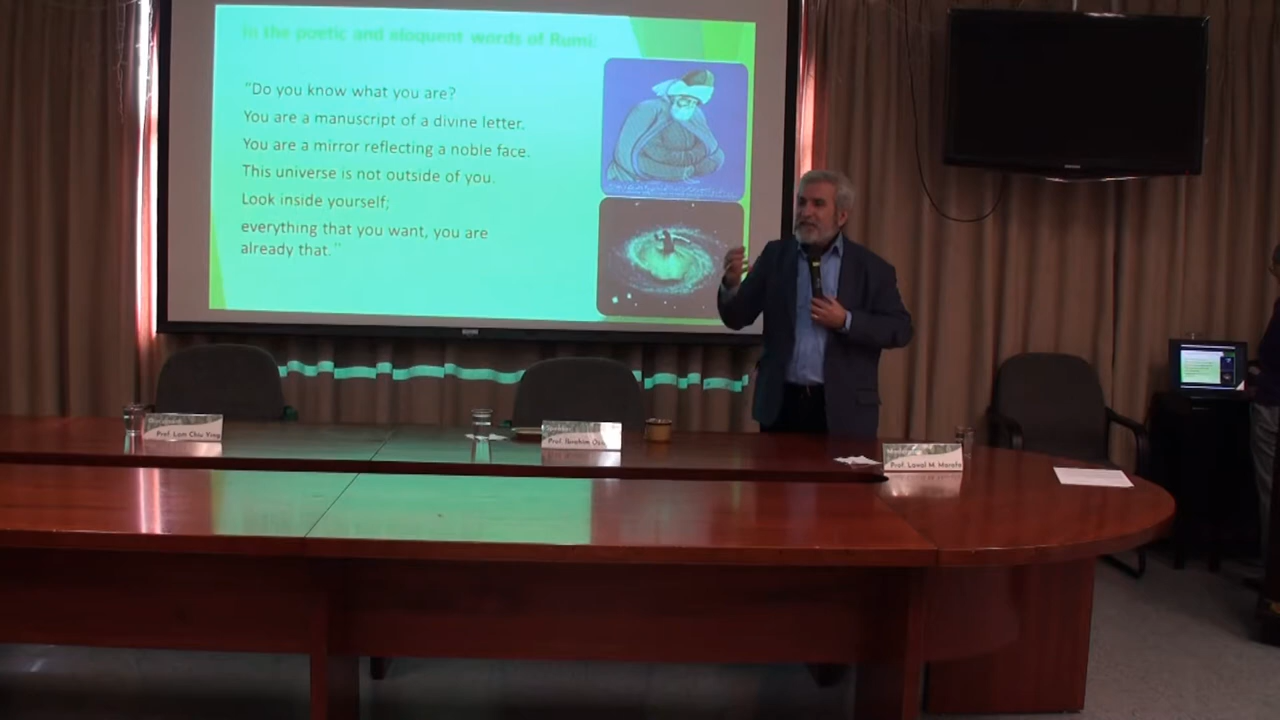 In the poetic and eloquent words of Rumi:
"Do you know what you are?
You are a manuscript of a divine letter.
You are a mirror reflecting a noble face.
This universe is not outside of you.
Look inside yourself;
everything that you want, you are
already that."
Prof. Lam Chiu Ying
Prof. Ibrahim
Prof. Lawal M. Marafa